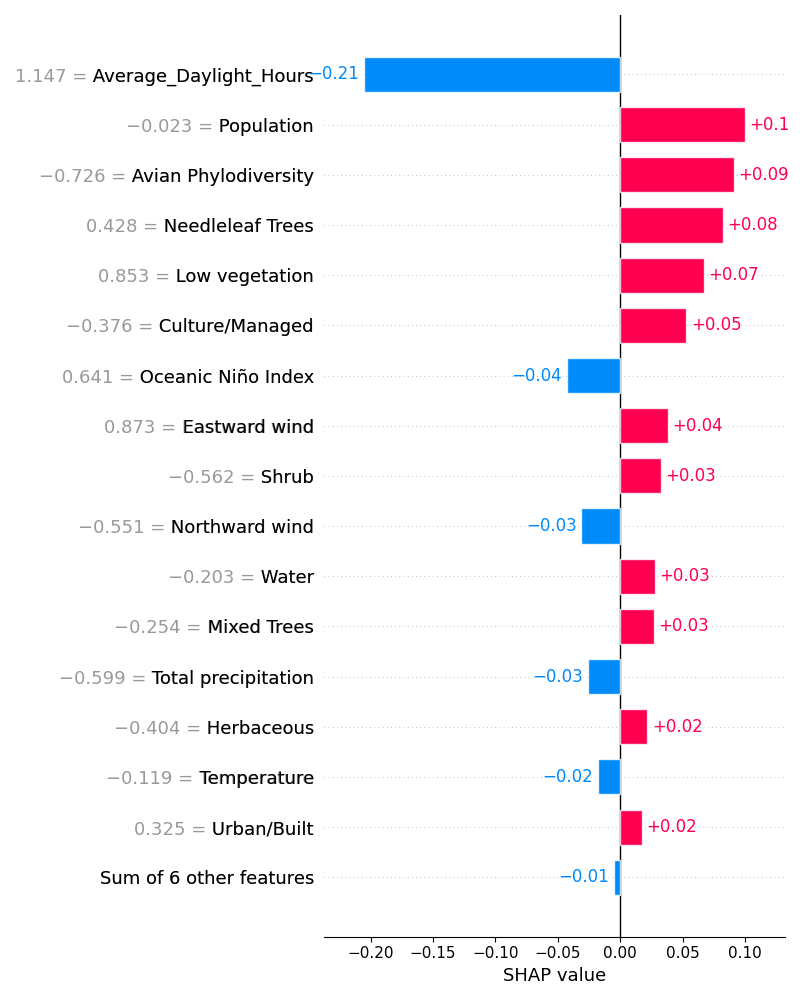 1.147 = Average_Daylight_Hours −0.21
−0.023 = Population +0.1
−0.726 = Avian Phylodiversity +0.09
0.428 = Needleleaf Trees +0.08
0.853 = Low vegetation +0.07
−0.376 = Culture/Managed +0.05
0.641 = Oceanic Niño Index −0.04
0.873 = Eastward wind +0.04
−0.562 = Shrub +0.03
−0.551 = Northward wind −0.03
−0.203 = Water +0.03
−0.254 = Mixed Trees +0.03
−0.599 = Total precipitation −0.03
−0.404 = Herbaceous +0.02
−0.119 = Temperature −0.02
0.325 = Urban/Built +0.02
Sum of 6 other features −0.01
−0.20 −0.15 −0.10 −0.05 0.00 0.05 0.10
SHAP value